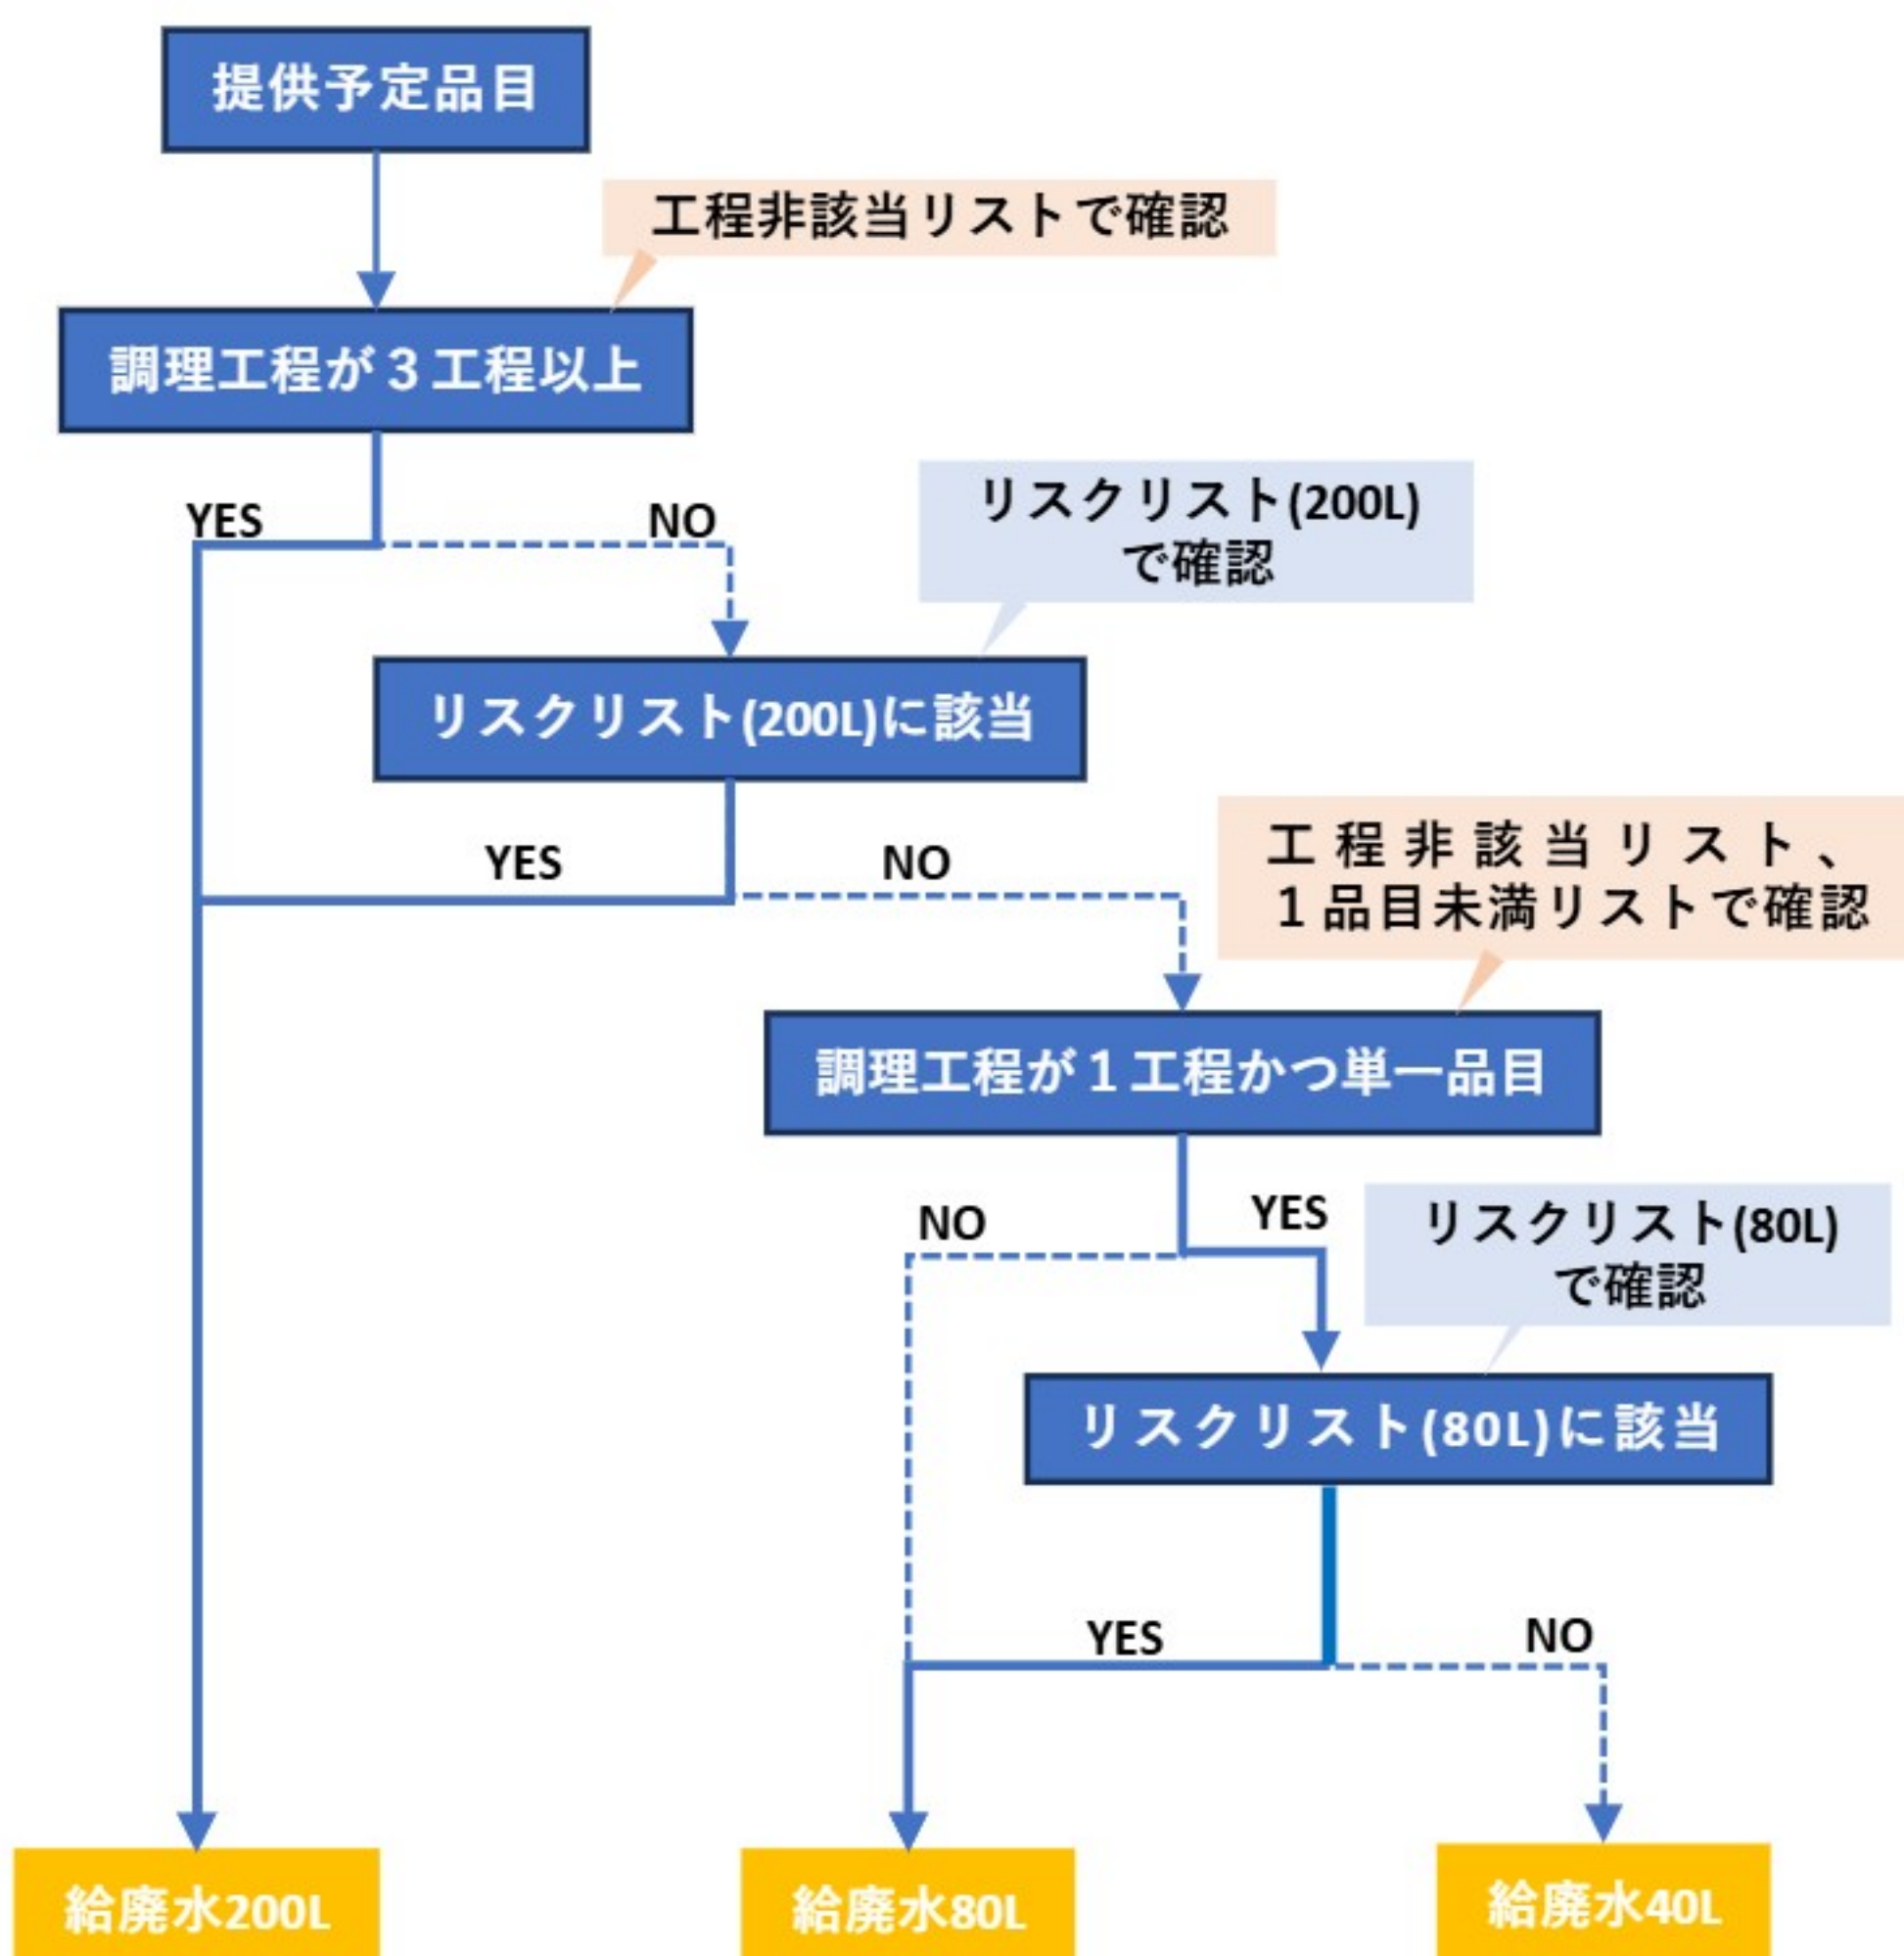 提供予定品目
工程非該当リストで確認
調理工程が３工程以上
YES
NO
リスクリスト(200L)
で確認
リスクリスト(200L)に該当
YES
NO
工程非該当リスト、
１品目未満リストで確認
調理工程が１工程かつ単一品目
NO
YES
リスクリスト(80L)
で確認
リスクリスト(80L)に該当
YES
NO
給廃水200L
給廃水80L
給廃水40L